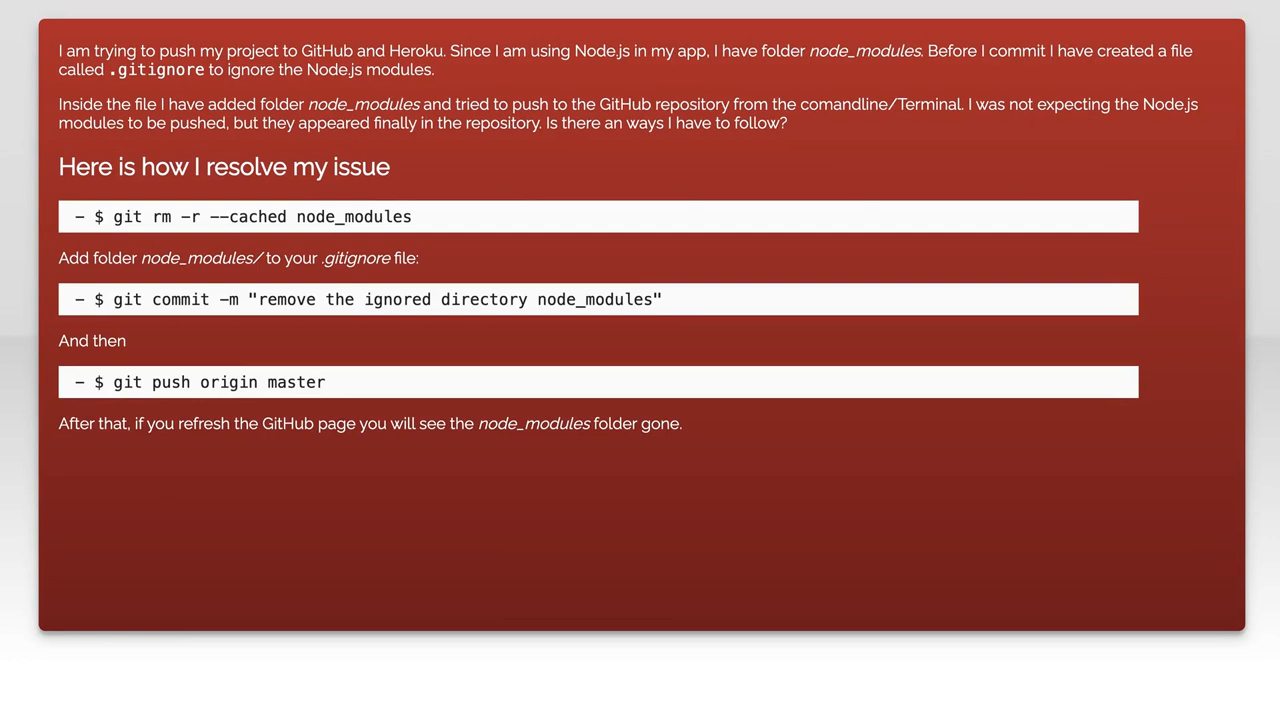 I am trying to push my project to GitHub and Heroku. Since I am using Node.js in my app, I have folder node_modules. Before I commit I have created a file
called .gitignore to ignore the Node.js modules.
Inside the file I have added folder node_modules and tried to push to the GitHub repository from the comandline/Terminal. I was not expecting the Node.js
modules to be pushed, but they appeared finally in the repository. Is there an ways I have to follow?
Here is how I resolve my issue
- $ git rm -r --cached node_modules
Add folder node_modules/ to your .gitignore file:
- $ git commit -m "remove the ignored directory node_modules"
And then
- $ git push origin master
After that, if you refresh the GitHub page you will see the node_modules folder gone.